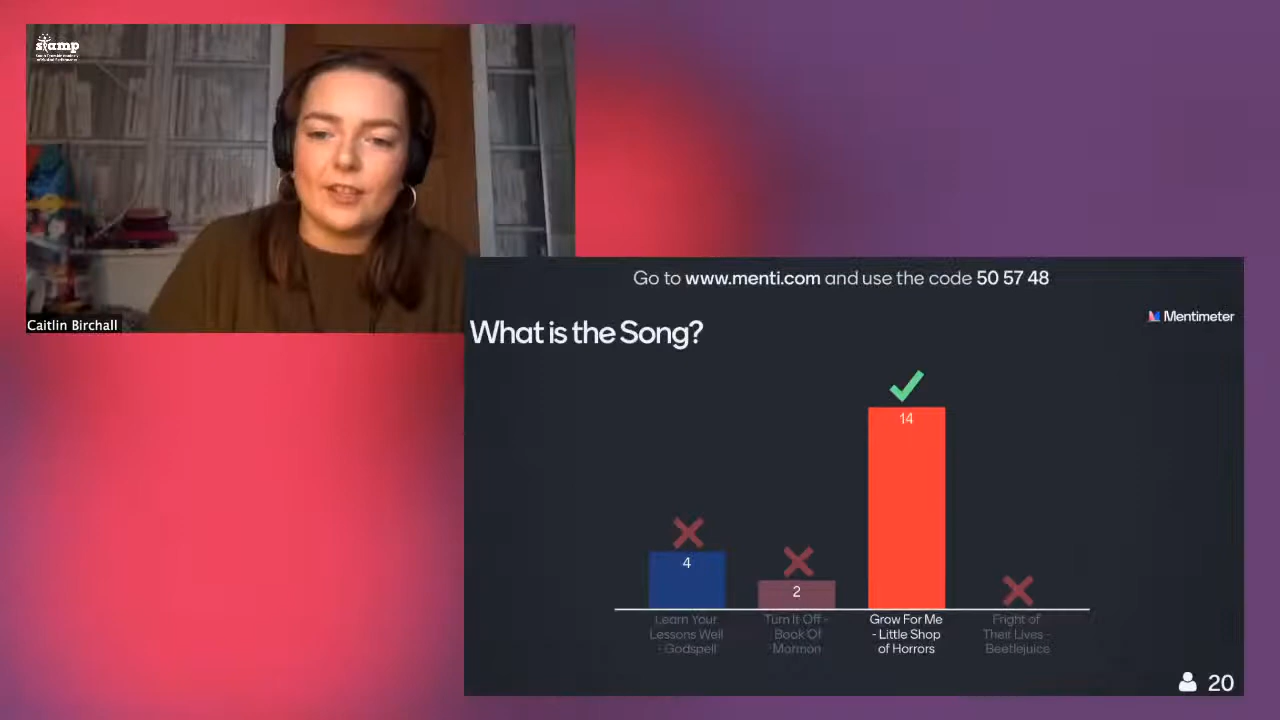 stamp
Caitlin Birchall
Go to www.menti.com and use the code 50 57 48
Mentimeter
What is the Song?
14
4
2
Learn Your
Lessons Well
- Godspell
Turn It Off -
Book Of
Mormon
Grow For Me
- Little Shop
of Horrors
Fright of
Their Lives -
Beetlejuice
20